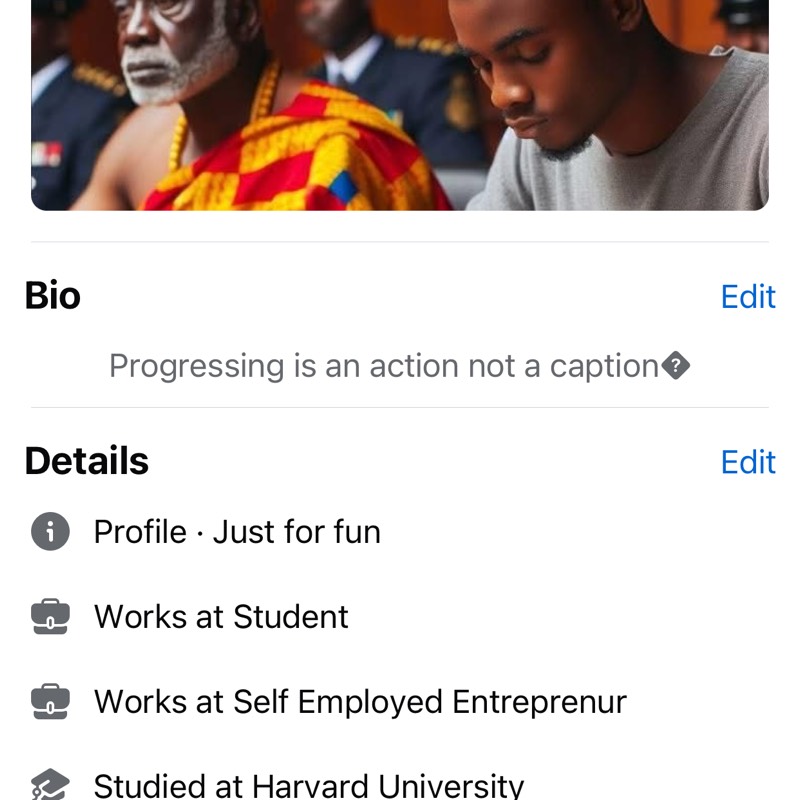 Bio
Edit
Progressing is an action not a caption
Details
Edit
Profile · Just for fun
Works at Student
Works at Self Employed Entreprenur
Studied at Harvard University